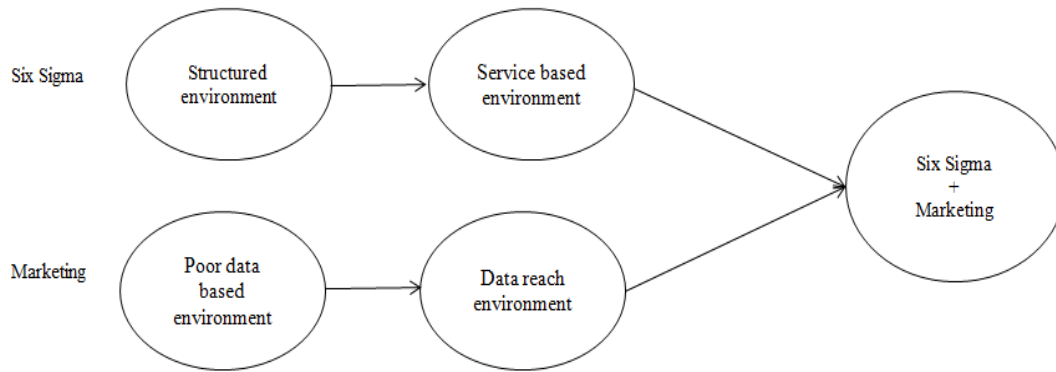 Six Sigma
Structured
environment
Service based
environment
Six Sigma
+
Marketing
Marketing
Poor data
based
environment
Data reach
environment